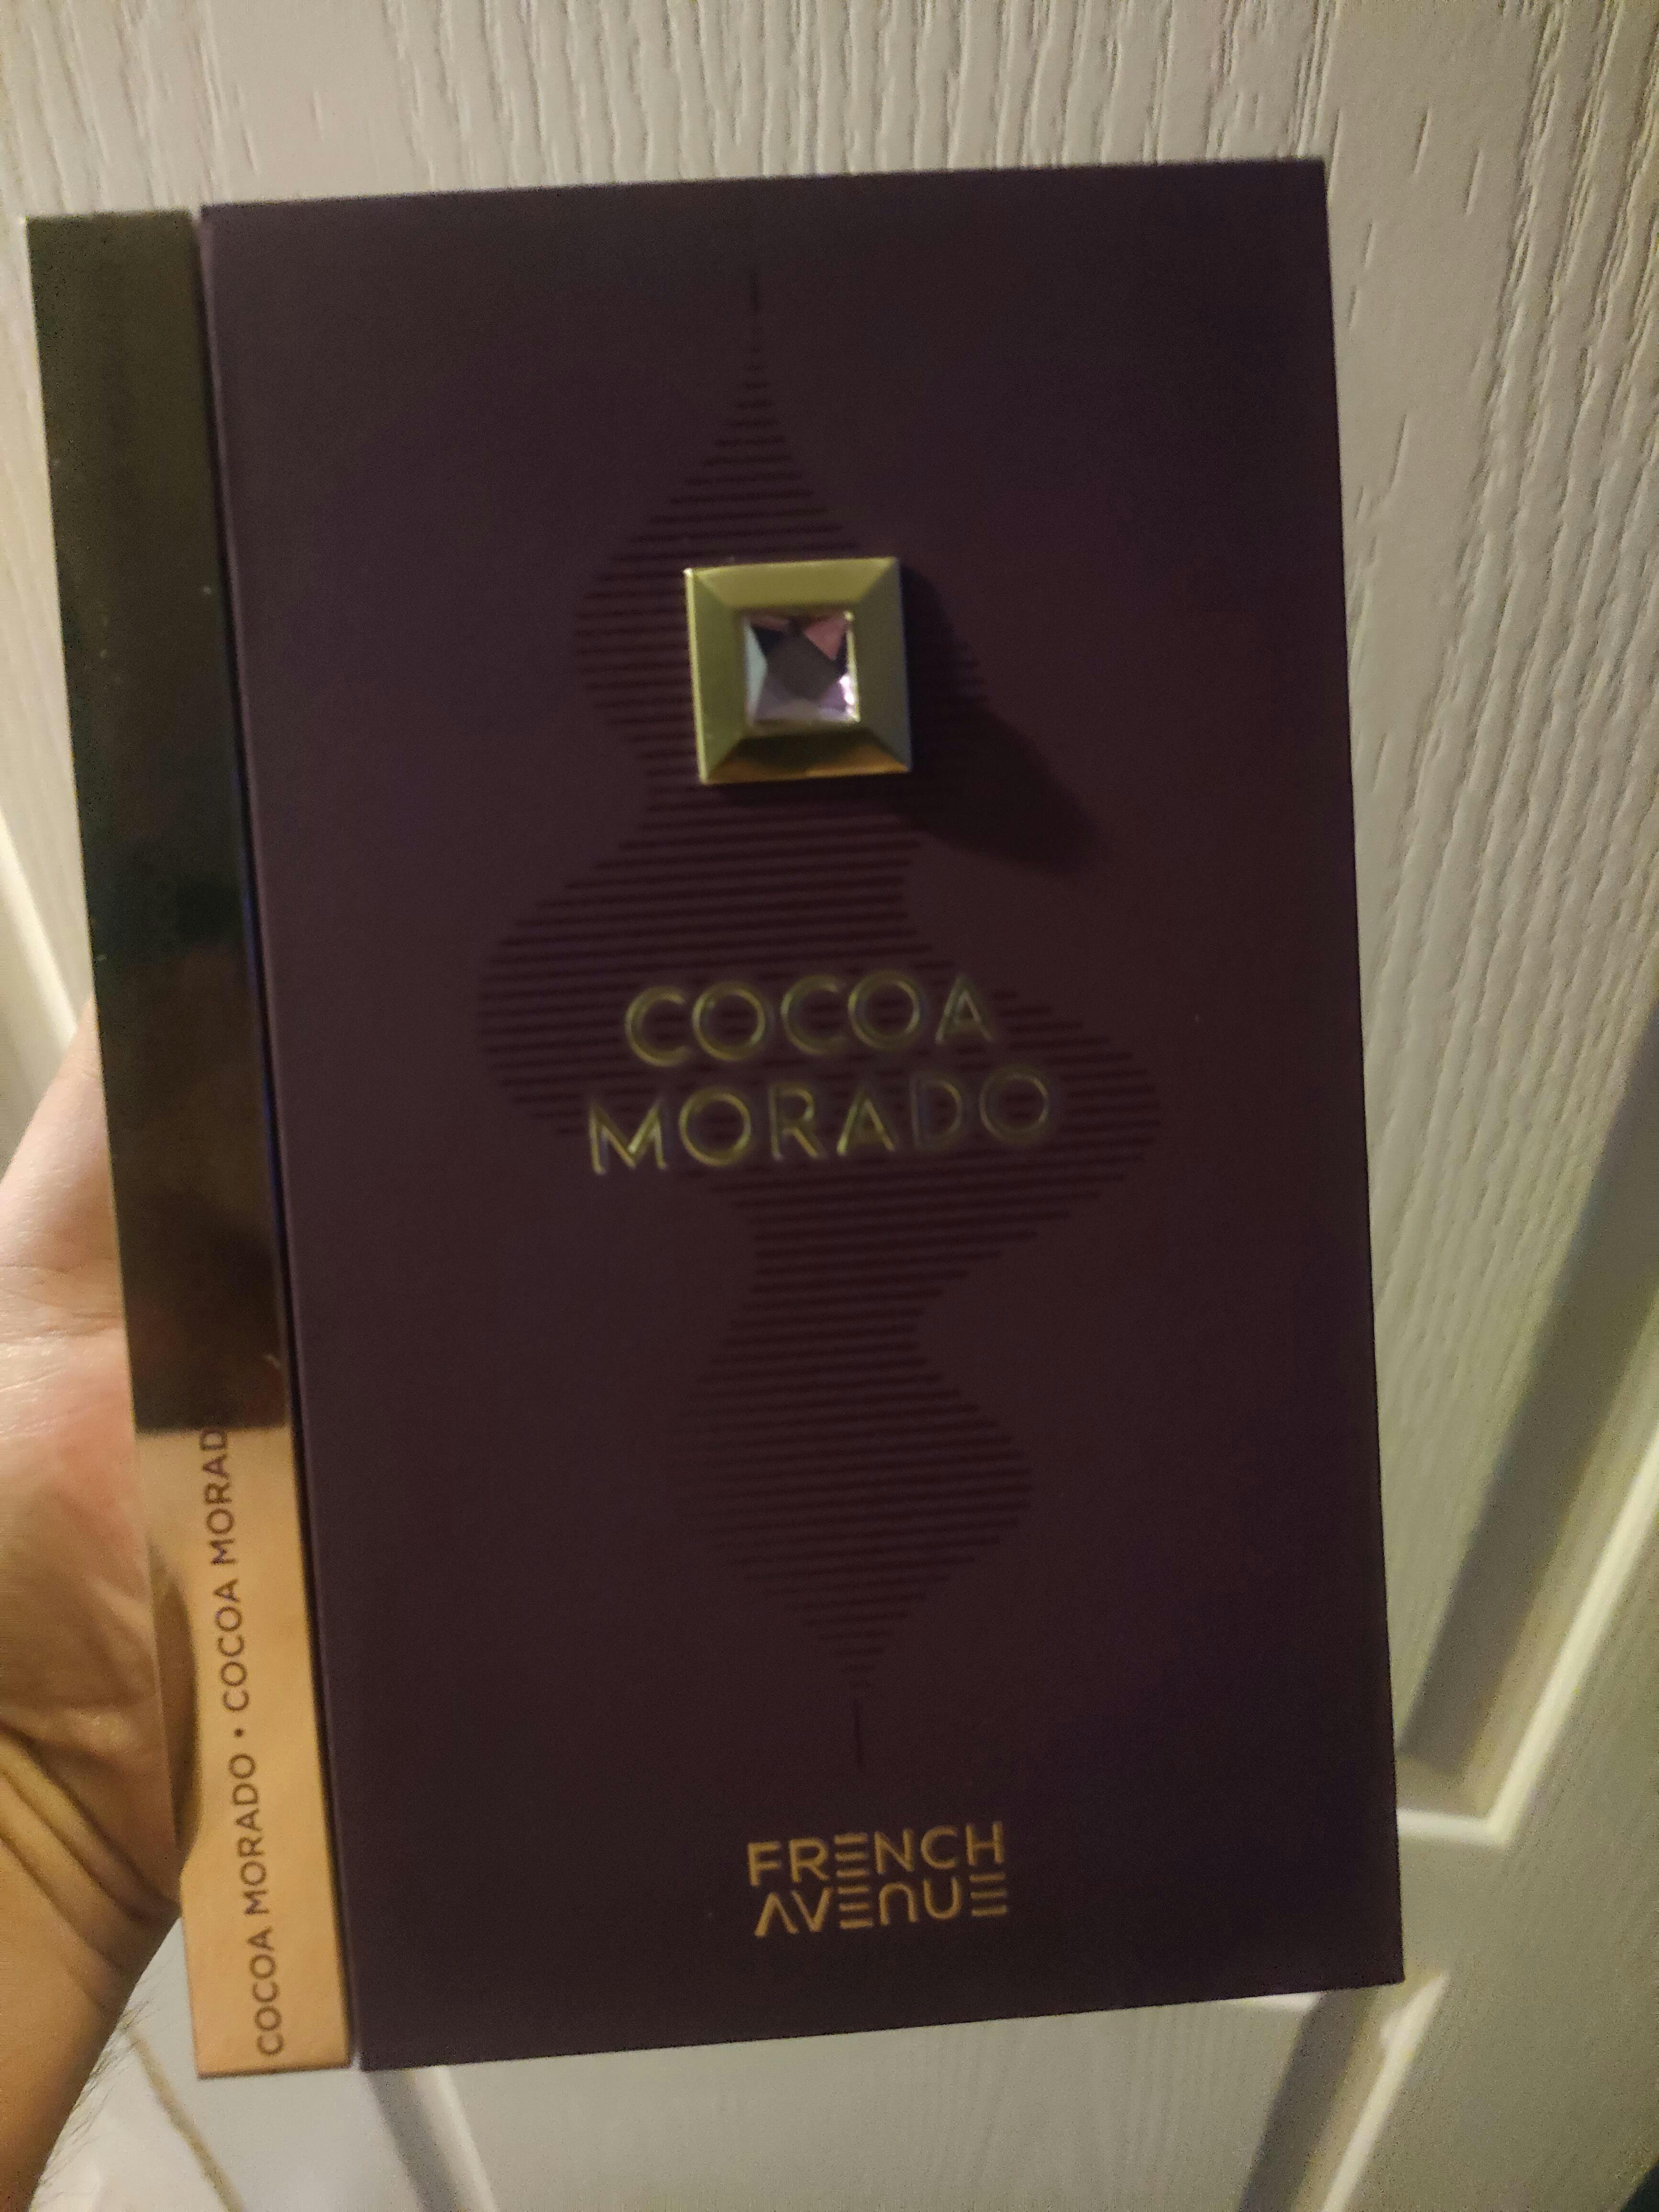 COCOA
MORADO
FRENCH
AVENUE
COCOA MORADO • COCOA MORAD